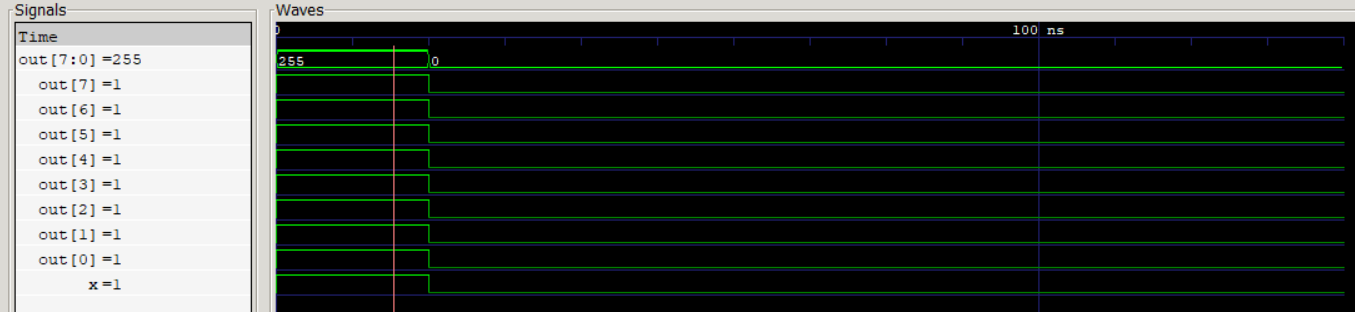 Signals
Waves
Time
0
100 ns
out[7:0] =255
255
0
out[7] =1
out[6] =1
out[5] =1
out[4] =1
out[3] =1
out[2] =1
out[1] =1
out[0] =1
x =1